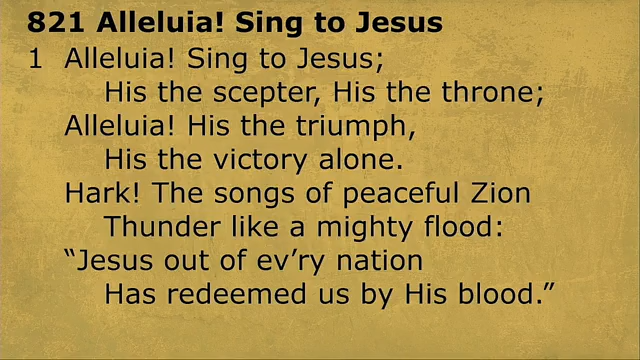 821 Alleluia! Sing to Jesus
1 Alleluia! Sing to Jesus;
His the scepter, His the throne;
Alleluia! His the triumph,
His the victory alone.
Hark! The songs of peaceful Zion
Thunder like a mighty flood:
“Jesus out of ev’ry nation
Has redeemed us by His blood.”